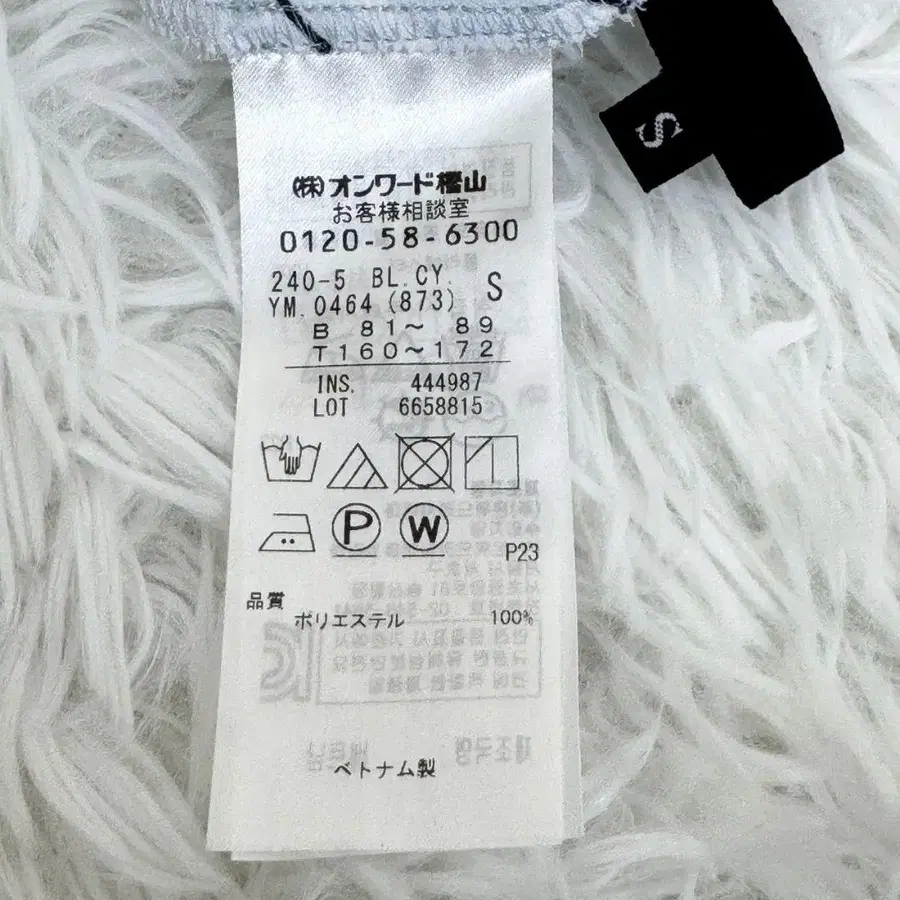 S
㈱オンワード樫山
お客様相談室
0120-58-6300
240-5 BL.CY. S
YM.0464 (873)
B 81～ 89
T160～172
INS. 444987
LOT 6658815
P
W
P23
品質
ポリエステル 100%
ベトナム製